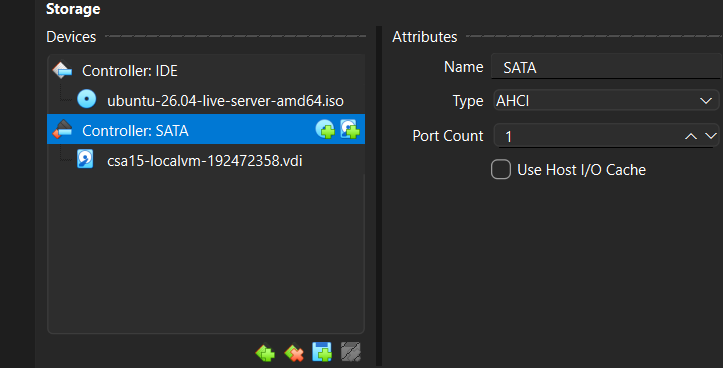 Storage
Devices
Attributes
Controller: IDE
ubuntu-26.04-live-server-amd64.iso
Controller: SATA
csa15-localvm-192472358.vdi
Name SATA
Type AHCI
Port Count 1
Use Host I/O Cache